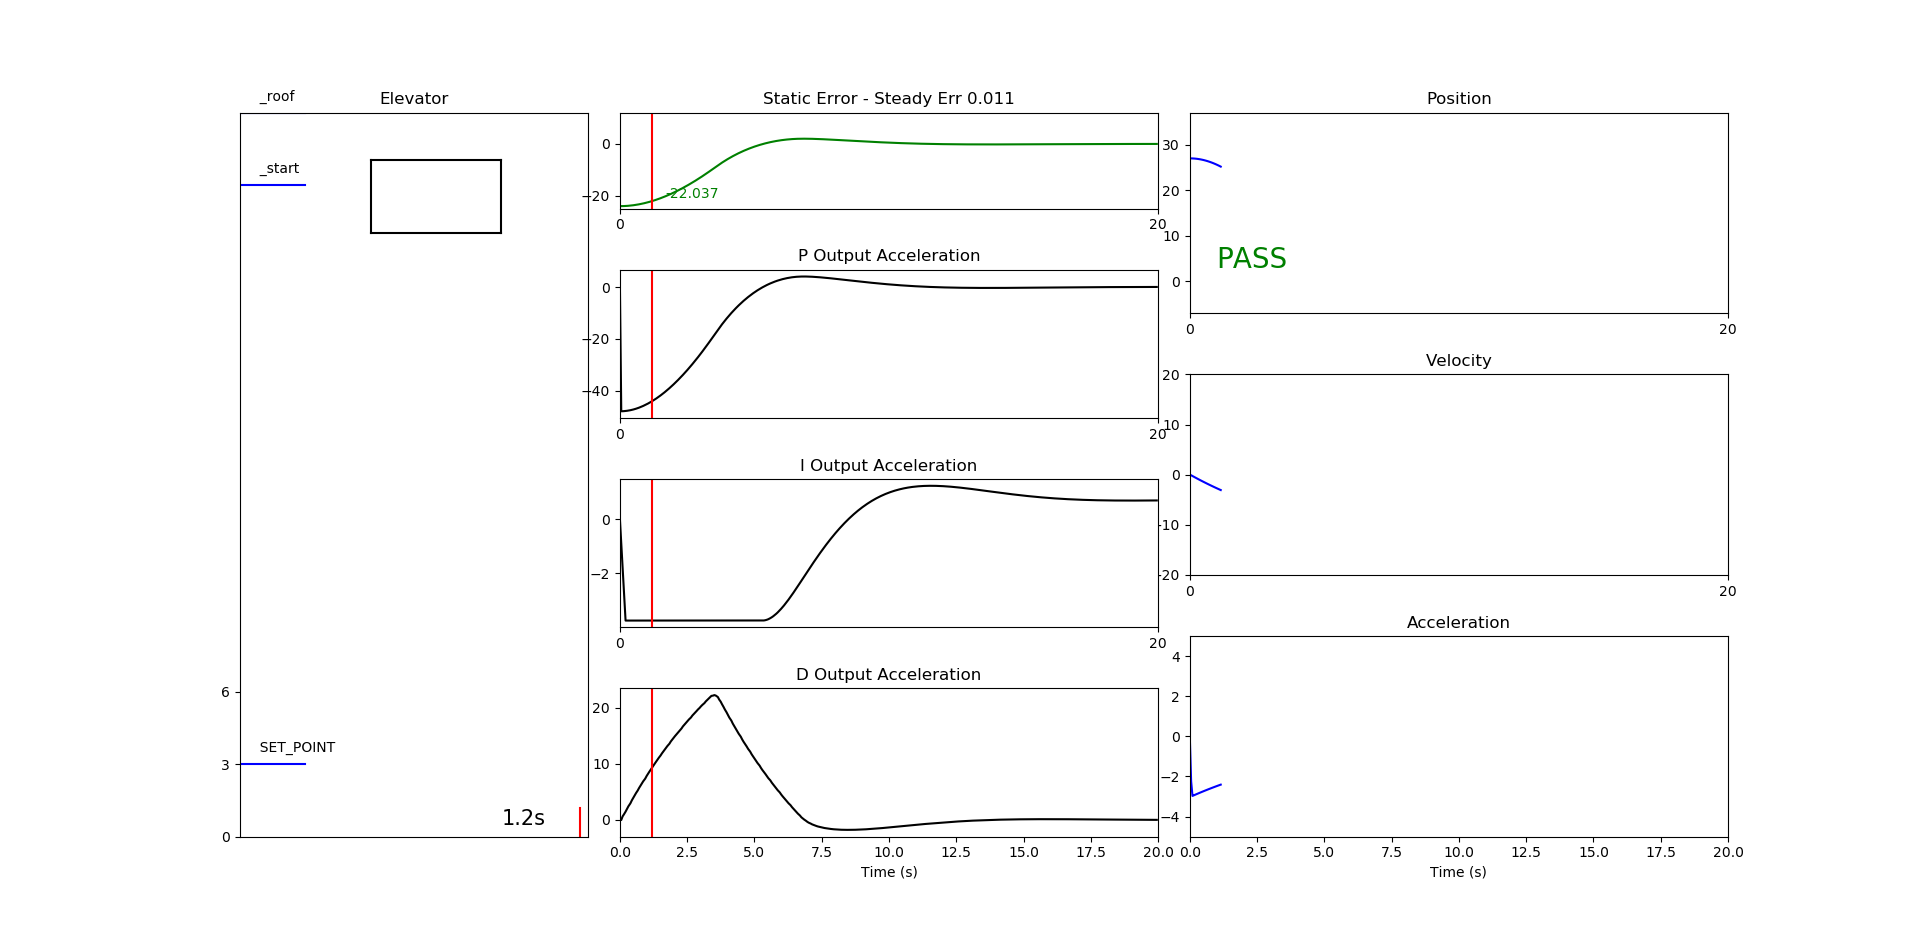 _roof
Elevator
_start
6
SET_POINT
3
1.2s
0
Static Error - Steady Err 0.011
0
−20
-22.037
0
20
P Output Acceleration
0
−20
−40
0
20
I Output Acceleration
0
−2
0
20
D Output Acceleration
20
10
0
0.0 2.5 5.0 7.5 10.0 12.5 15.0 17.5 20.0
Time (s)
Position
30
20
10
0
PASS
0
20
Velocity
20
10
0
-10
-20
0
20
Acceleration
4
2
0
−2
−4
0.0 2.5 5.0 7.5 10.0 12.5 15.0 17.5 20.0
Time (s)